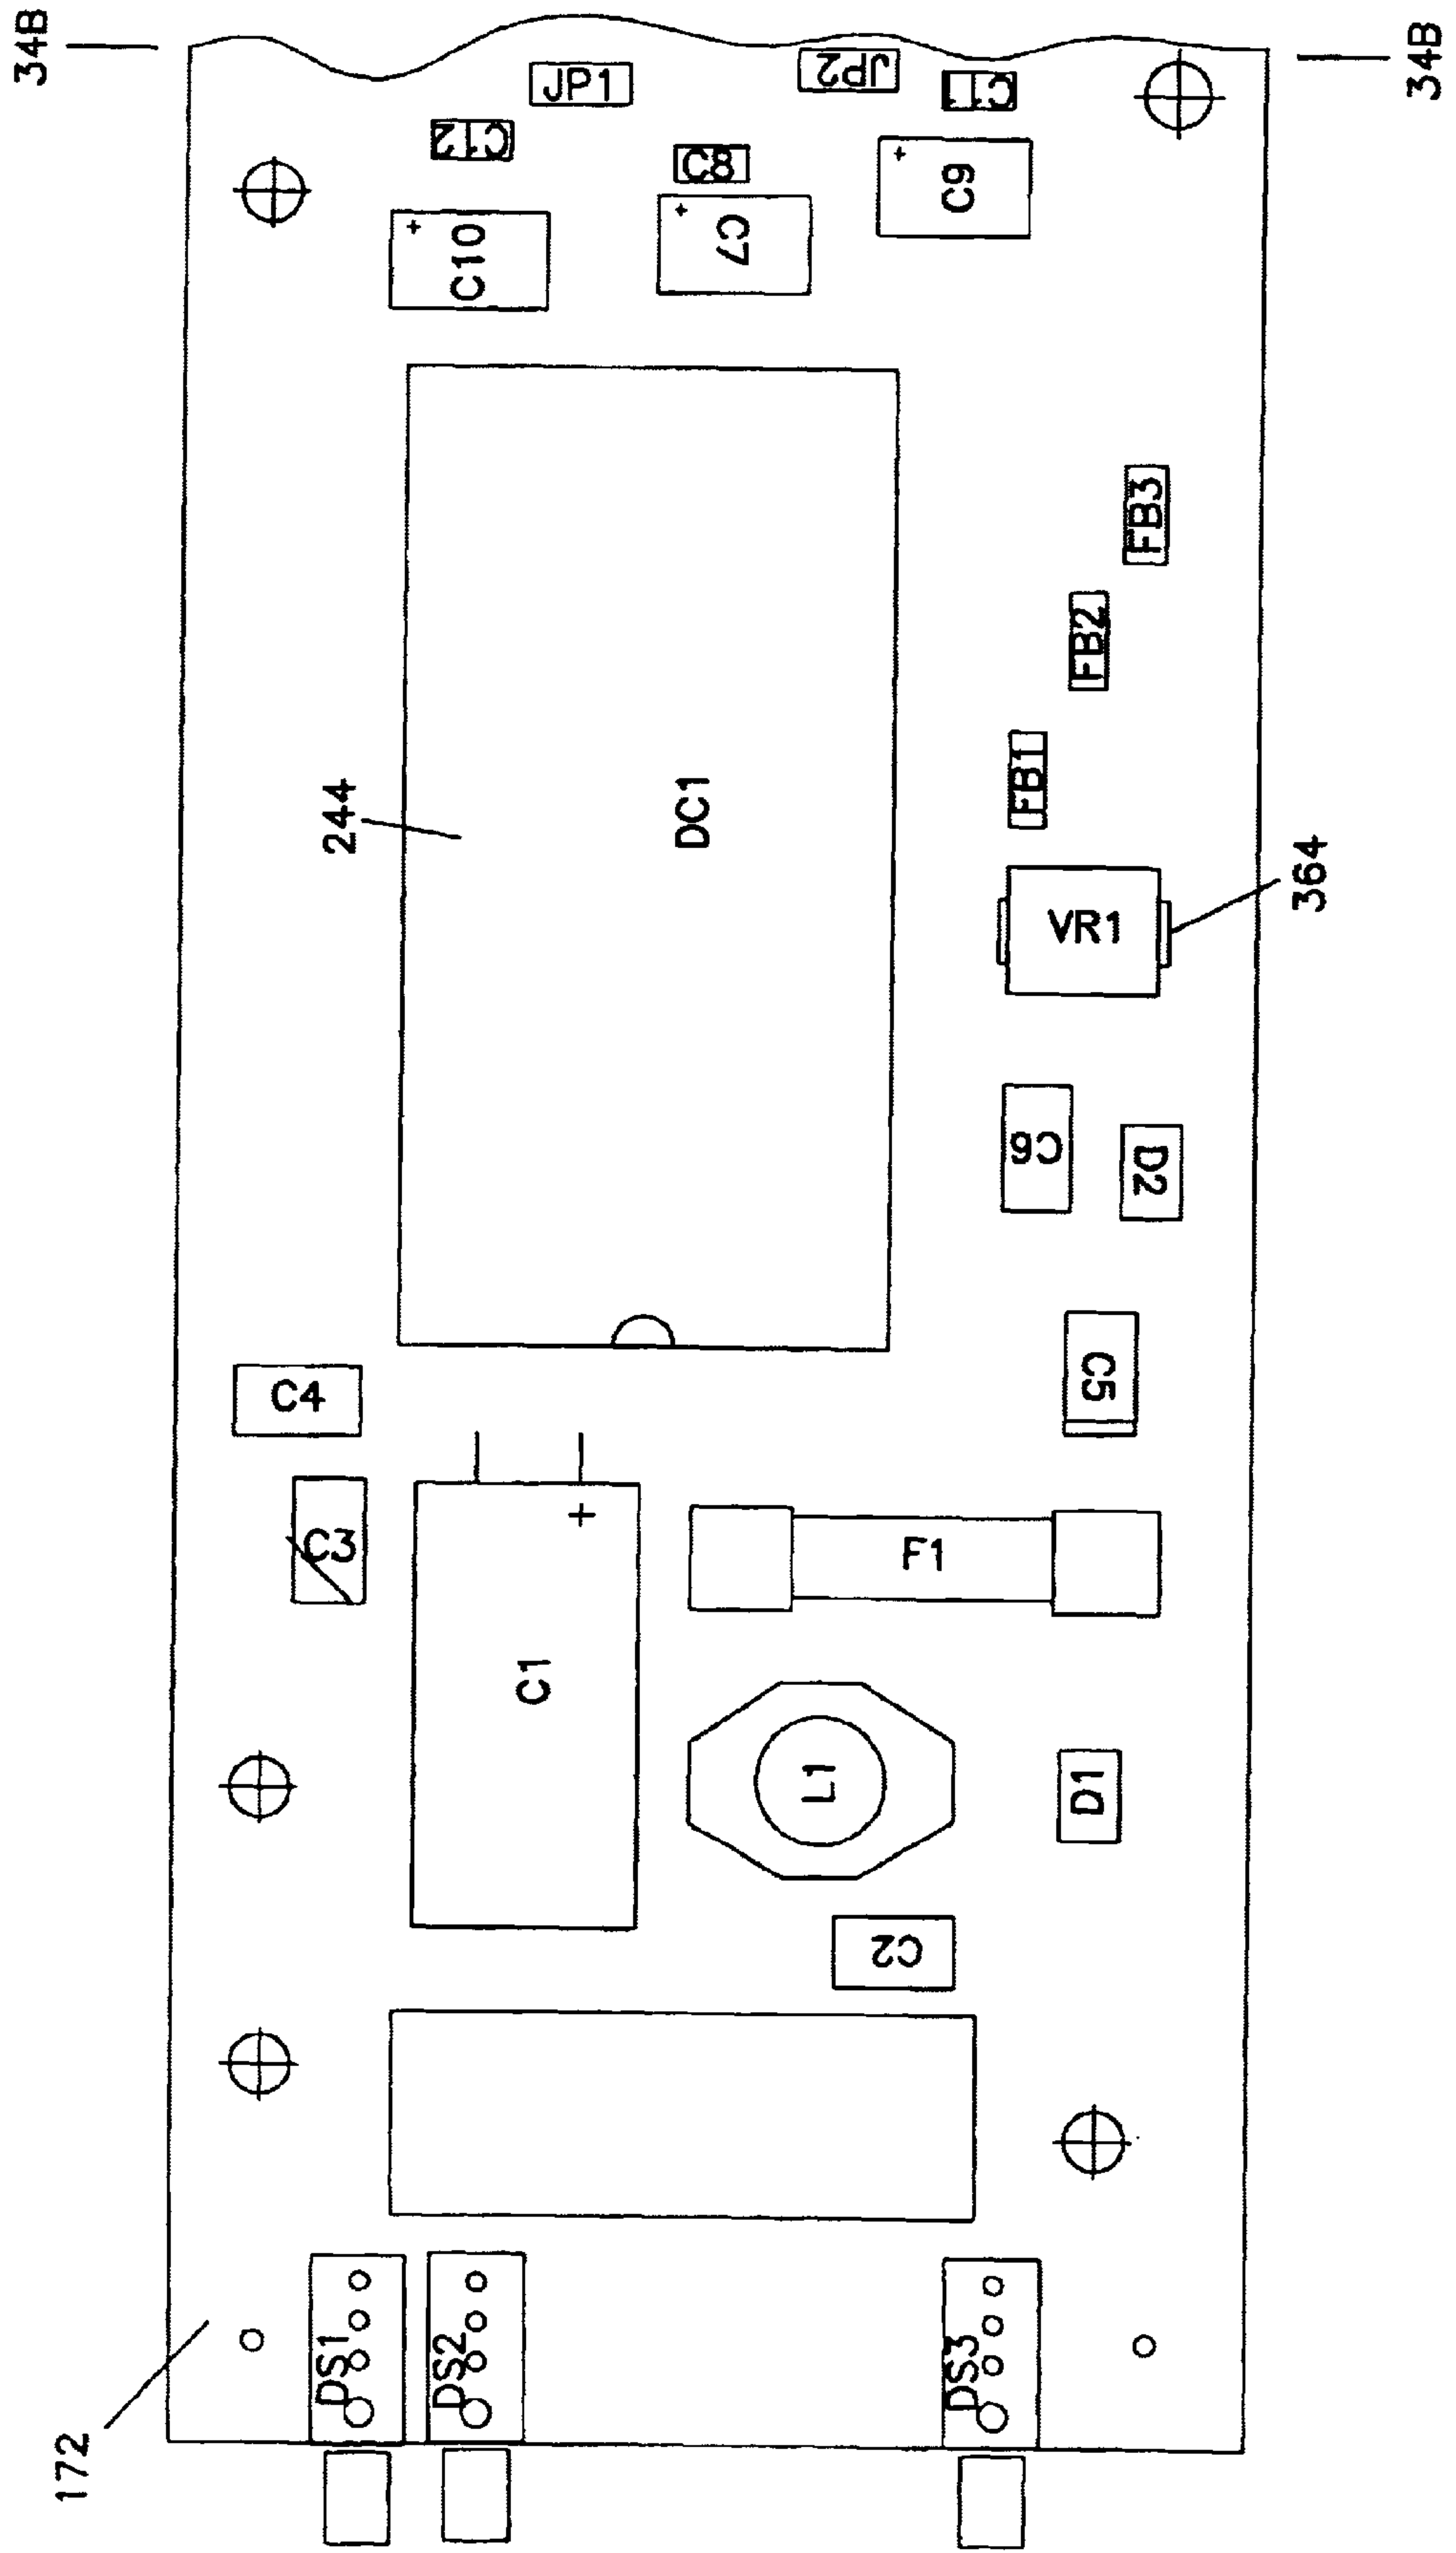 34B
34B
JP1
JP2
C11
C12
C8
C9
C10
C7
FB3
FB2
FB1
244
DC1
VR1
364
C6
D2
C4
C5
C3
F1
C1
L1
D1
C2
DS1
DS2
DS3
172